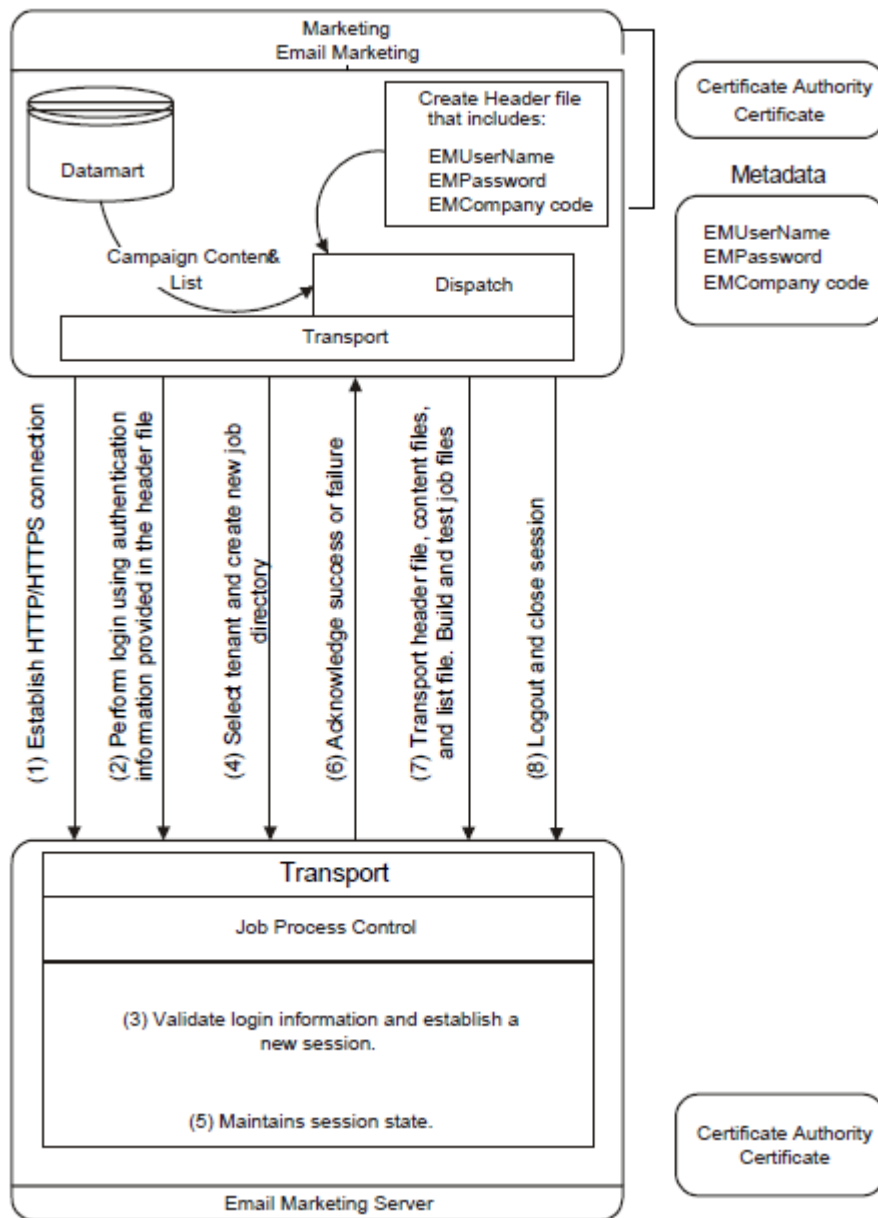 Marketing
Email Marketing
Certificate Authority
Certificate
Create Header file
that includes:
EMUserName
EMPassword
EMCompany code
Datamart
Metadata
EMUserName
EMPassword
EMCompany code
Campaign Content&
List
Dispatch
Transport
(1) Establish HTTP/HTTPS connection
(2) Perform login using authentication
information provided in the header file
(4) Select tenant and create new job
directory
(6) Acknowledge success or failure
(7) Transport header file, content files,
and list file. Build and test job files
(8) Logout and close session
Transport
Job Process Control
(3) Validate login information and establish a
new session.
(5) Maintains session state.
Certificate Authority
Certificate
Email Marketing Server